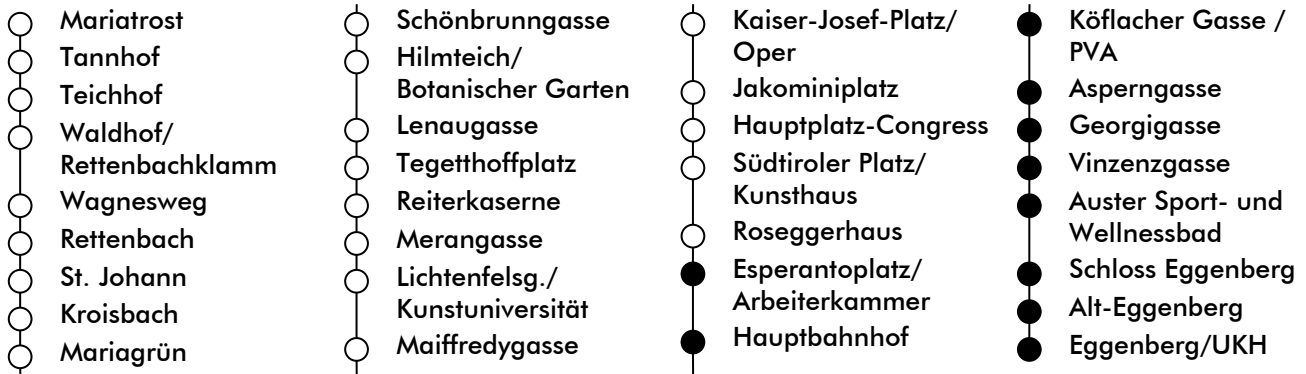 Mariatrost
Tannhof
Teichhof
Waldhof/
Rettenbachklamm
Wagnesweg
Rettenbach
St. Johann
Kroisbach
Mariagrün
Schönbrunngasse
Hilmteich/
Botanischer Garten
Lenaugasse
Tegetthoffplatz
Reiterkaserne
Merangasse
Lichtenfelsg./
Kunstuniversität
Maiffredygasse
Kaiser-Josef-Platz/
Oper
Jakominiplatz
Hauptplatz-Congress
Südtiroler Platz/
Kunsthaus
Roseggerhaus
Esperantoplatz/
Arbeiterkammer
Hauptbahnhof
Köflacher Gasse /
PVA
Asperngasse
Georgigasse
Vinzenzgasse
Auster Sport- und
Wellnessbad
Schloss Eggenberg
Alt-Eggenberg
Eggenberg/UKH